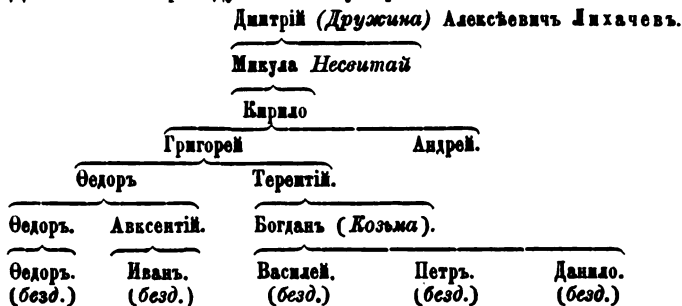 Дмитрій (Дружина) Алексѣевичъ Лихачевъ.
Микула Несвитай
Кирило
Григорей Андрей.
Ѳедоръ Терентій.
Ѳедоръ. Авксентій. Богданъ (Козьма).
Ѳедоръ. Иванъ. Василей. Петръ. Данило.
(безд.) (безд.) (безд.) (безд.) (безд.)